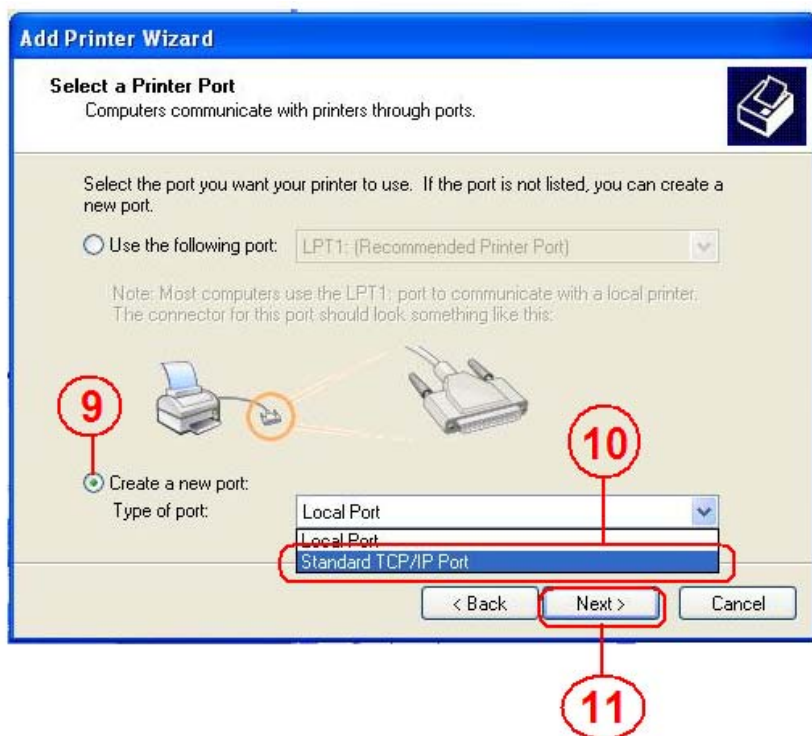 Add Printer Wizard
Select a Printer Port
Computers communicate with printers through ports.
Select the port you want your printer to use. If the port is not listed, you can create a
new port.
Use the following port: LPT1: (Recommended Printer Port)
Note: Most computers use the LPT1: port to communicate with a local printer.
The connector for this port should look something like this:
9
10
Create a new port:
Type of port: Local Port
Local Port
Standard TCP/IP Port
< Back Next > Cancel
11